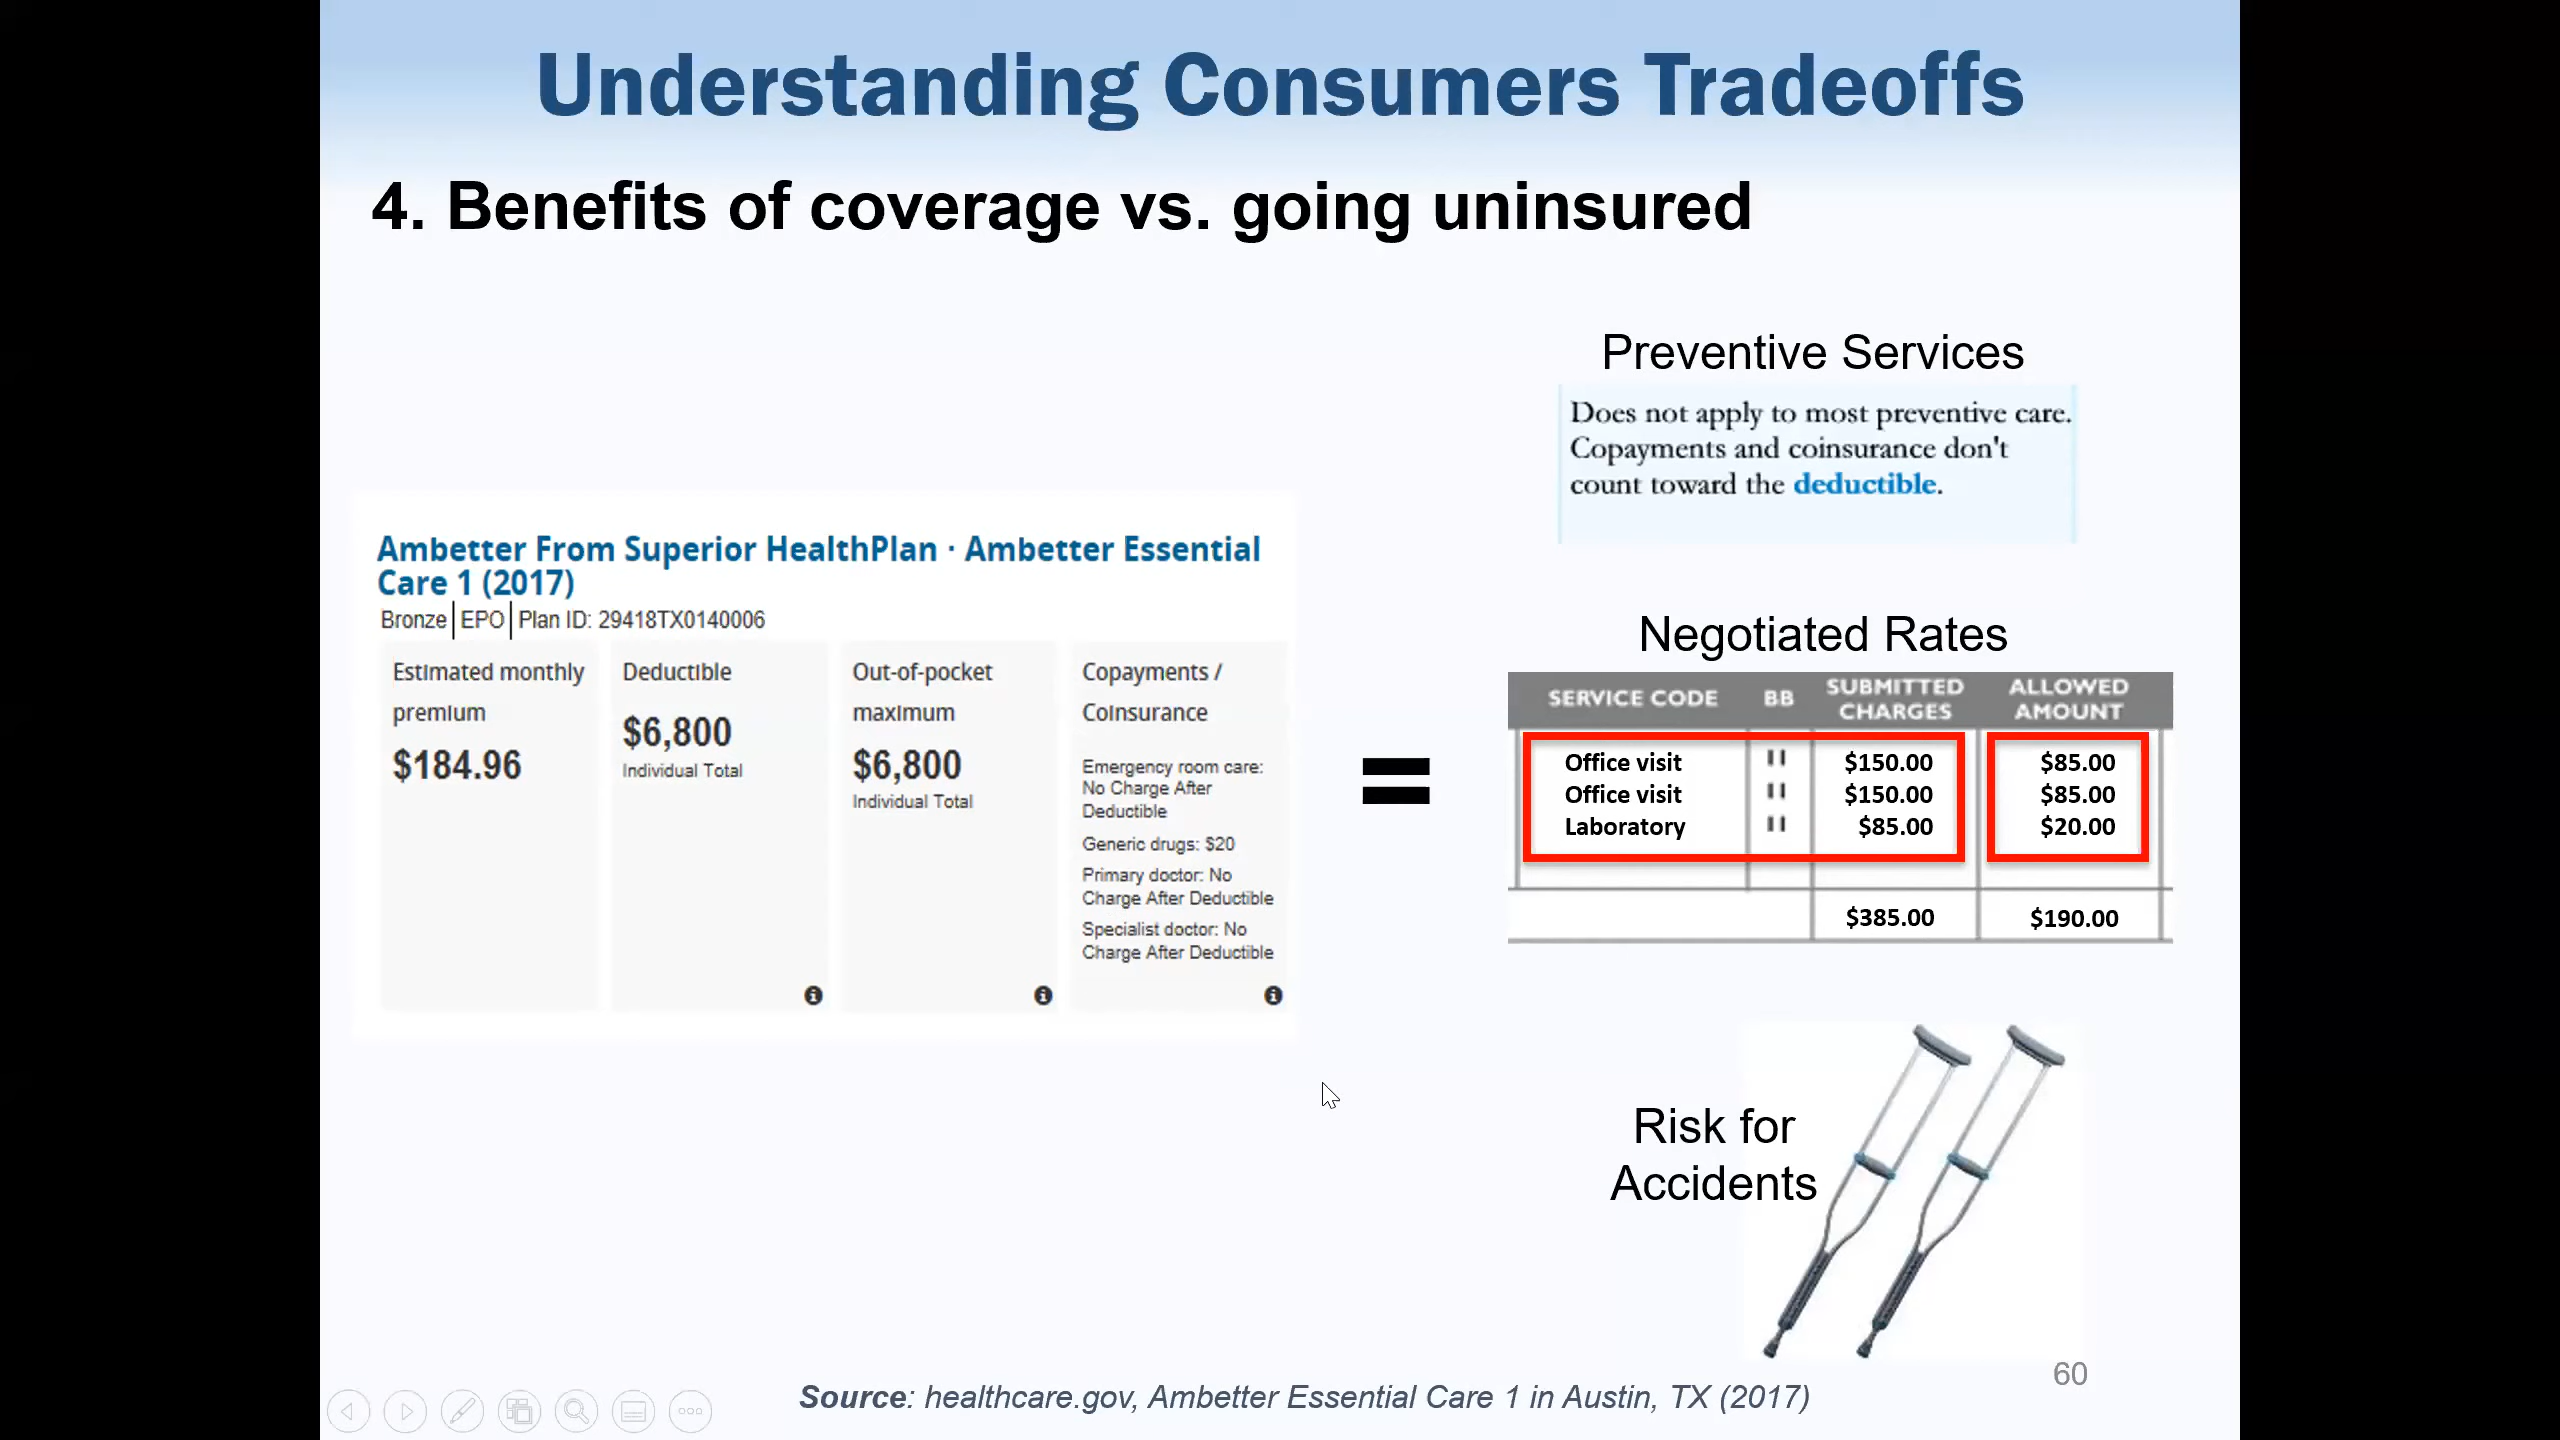 Understanding Consumers Tradeoffs
4. Benefits of coverage vs. going uninsured
Ambetter From Superior HealthPlan · Ambetter Essential
Care 1 (2017)
Bronze EPO Plan ID: 29418TX0140006
Estimated monthly
premium
$184.96
Deductible
$6,800
Individual Total
Out-of-pocket
maximum
$6,800
Individual Total
Copayments /
Coinsurance
Emergency room care:
No Charge After
Deductible
Generic drugs: $20
Primary doctor: No
Charge After Deductible
Specialist doctor: No
Charge After Deductible
=
Preventive Services
Does not apply to most preventive care.
Copayments and coinsurance don't
count toward the deductible.
Negotiated Rates
SERVICE CODE BB SUBMITTED CHARGES ALLOWED AMOUNT
Office visit $150.00 $85.00
Office visit $150.00 $85.00
Laboratory $85.00 $20.00
$385.00 $190.00
Risk for
Accidents
Source: healthcare.gov, Ambetter Essential Care 1 in Austin, TX (2017)
60